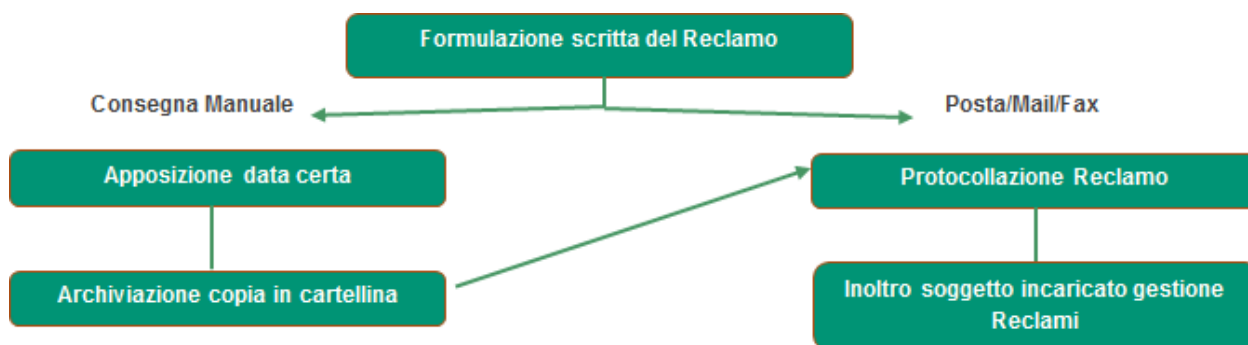 Formulazione scritta del Reclamo
Consegna Manuale
Posta/Mail/Fax
Apposizione data certa
Protocollazione Reclamo
Archiviazione copia in cartellina
Inoltro soggetto incaricato gestione
Reclami